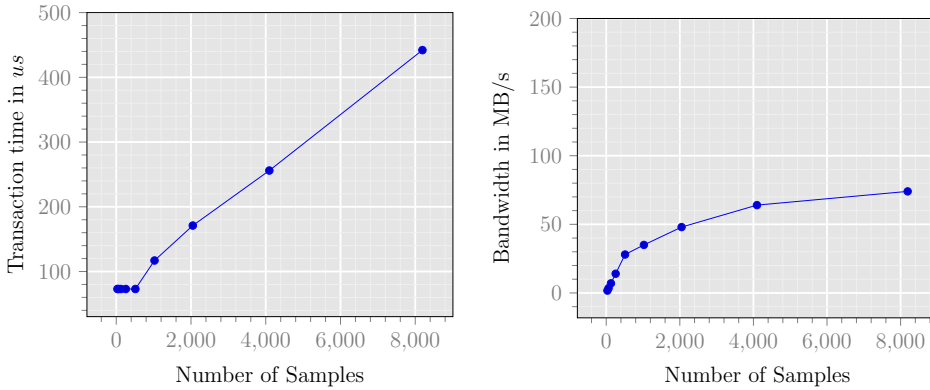 500
400
300
200
100
0 2,000 4,000 6,000 8,000
Number of Samples
Transaction time in us
200
150
100
50
0
0 2,000 4,000 6,000 8,000
Number of Samples
Bandwidth in MB/s